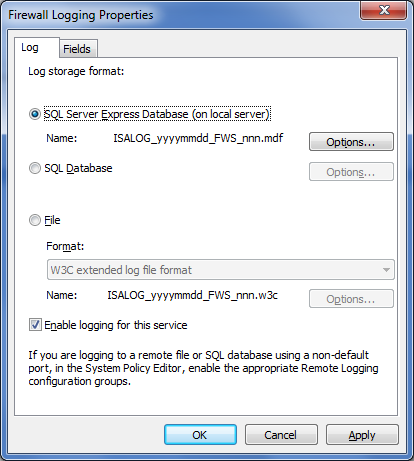 Firewall Logging Properties
Log
Fields
Log storage format:
SQL Server Express Database (on local server)
Name: ISALOG_yyyymmdd_FWS_nnn.mdf Options...
SQL Database Options...
File
Format:
W3C extended log file format
Name: ISALOG_yyyymmdd_FWS_nnn.w3c Options...
Enable logging for this service
If you are logging to a remote file or SQL database using a non-default
port, in the System Policy Editor, enable the appropriate Remote Logging
configuration groups.
OK Cancel Apply